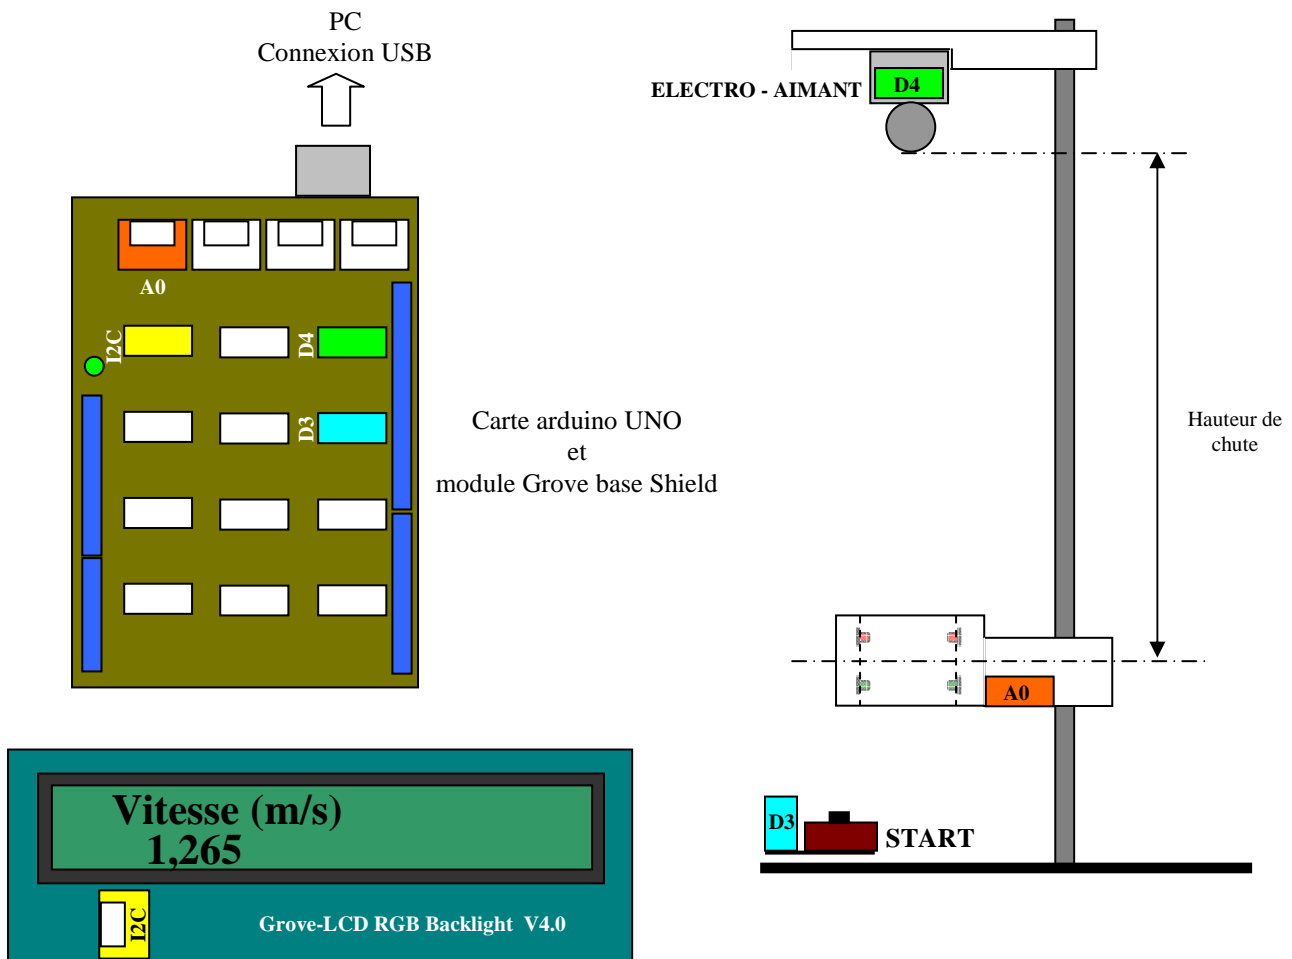 PC
Connexion USB
ELECTRO - AIMANT
D4
A0
I2C
D4
D3
Carte arduino UNO
et
module Grove base Shield
Hauteur de
chute
A0
D3
START
Vitesse (m/s)
1,265
I2C
Grove-LCD RGB Backlight V4.0